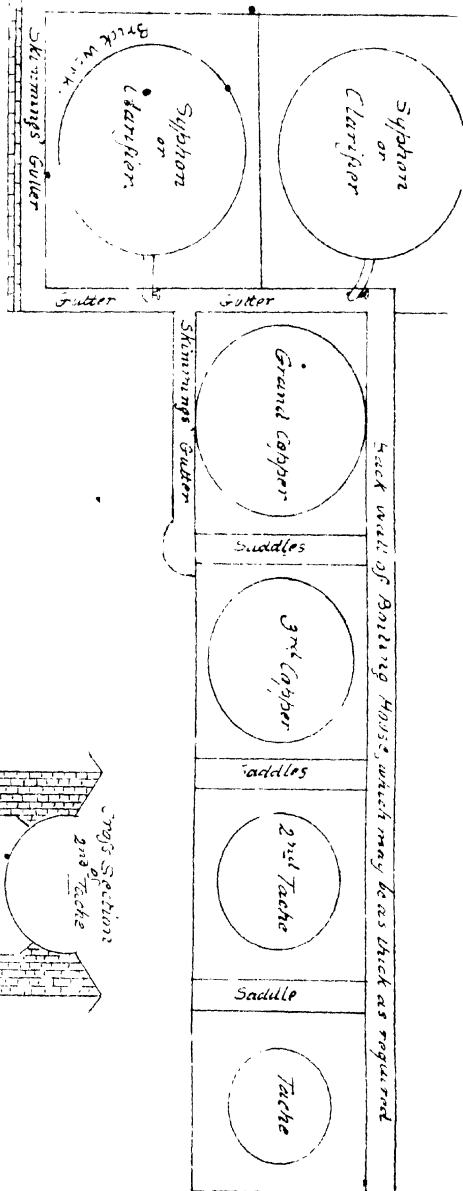 Skimmings Gutter
Brick Work.
Syphon
or
Clarifier.
Syphon
or
Clarifier
Gutter
Gutter
Skimmings Gutter
Grand Copper
Back wall of Boiling House, which may be as thick as required
Saddles
3rd Copper
Saddles
2nd Tache
Saddle
Tache
Cross Section
of
2nd Tache